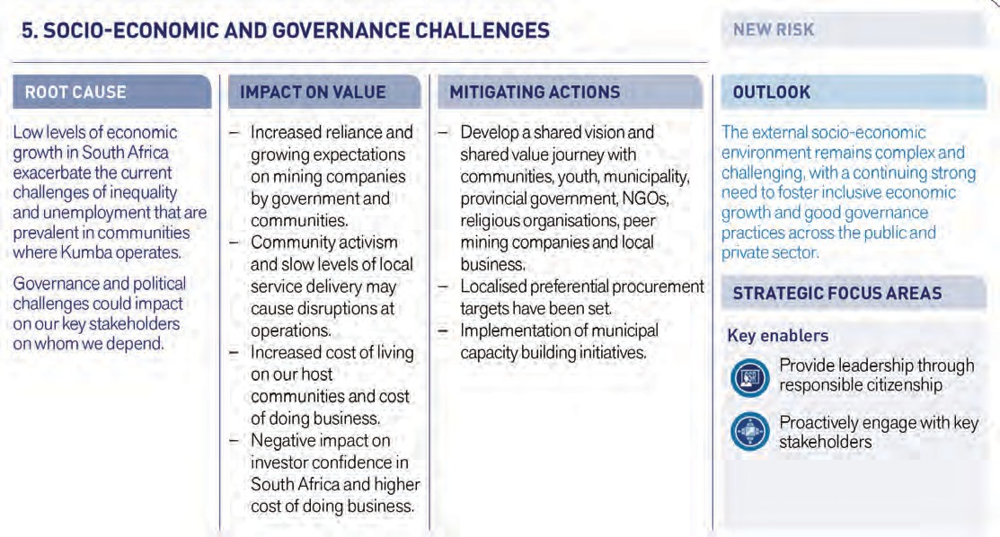 5. SOCIO-ECONOMIC AND GOVERNANCE CHALLENGES
NEW RISK
ROOT CAUSE
Low levels of economic
growth in South Africa
exacerbate the current
challenges of inequality
and unemployment that are
prevalent in communities
where Kumba operates.
Governance and political
challenges could impact
on our key stakeholders
on whom we depend.
IMPACT ON VALUE
– Increased reliance and
growing expectations
on mining companies
by government and
communities.
– Community activism
and slow levels of local
service delivery may
cause disruptions at
operations.
– Increased cost of living
on our host
communities and cost
of doing business.
– Negative impact on
investor confidence in
South Africa and higher
cost of doing business.
MITIGATING ACTIONS
– Develop a shared vision and
shared value journey with
communities, youth, municipality,
provincial government, NGOs,
religious organisations, peer
mining companies and local
business.
– Localised preferential procurement
targets have been set.
– Implementation of municipal
capacity building initiatives.
OUTLOOK
The external socio-economic
environment remains complex and
challenging, with a continuing strong
need to foster inclusive economic
growth and good governance
practices across the public and
private sector.
STRATEGIC FOCUS AREAS
Key enablers
Provide leadership through
responsible citizenship
Proactively engage with key
stakeholders